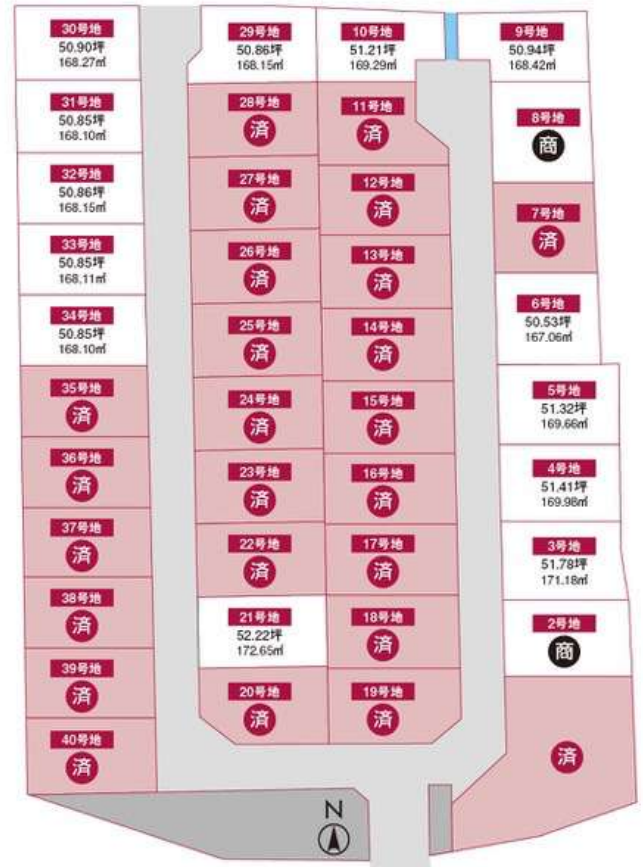 30号地
50.90坪
168.27㎡
31号地
50.85坪
168.10㎡
32号地
50.86坪
168.15㎡
33号地
50.85坪
168.11㎡
34号地
50.85坪
168.10㎡
35号地
済
36号地
済
37号地
済
38号地
済
39号地
済
40号地
済
29号地
50.86坪
168.15㎡
28号地
済
27号地
済
26号地
済
25号地
済
24号地
済
23号地
済
22号地
済
21号地
52.22坪
172.65㎡
20号地
済
10号地
51.21坪
169.29㎡
11号地
済
12号地
済
13号地
済
14号地
済
15号地
済
16号地
済
17号地
済
18号地
済
19号地
済
9号地
50.94坪
168.42㎡
8号地
商
7号地
済
6号地
50.53坪
167.06㎡
5号地
51.32坪
169.66㎡
4号地
51.41坪
169.98㎡
3号地
51.78坪
171.18㎡
2号地
商
済
N